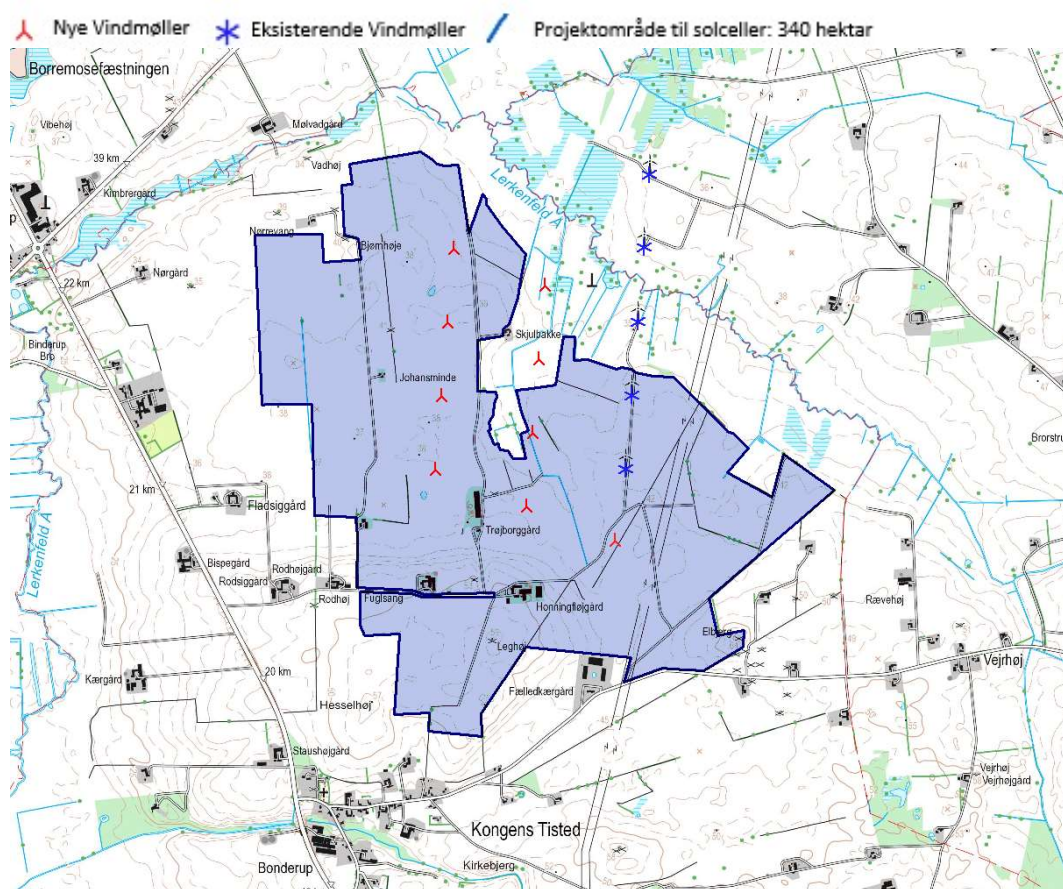 Nye Vindmøller Eksisterende Vindmøller Projektområde til solceller: 340 hektar
Borremosefæstningen
Vibehøj
Mølvadgård
39 km
Vadhøj
Kimbrergård
Lerkenfeld Å
Nørrevang
Bjørnhøje
Nørgård
22 km
Skjulbakke
Binderup
Bro
Johansminde
Brorstru
21 km
Fladsiggård
Trøjborggård
Lerkenfeld Å
Bispegård
Rodsiggård
Rodhøjgård
Rodhøj
Fuglsang
Honningfløjgård
Rævehøj
Elbjerg
Leghøj
Vejrhøj
Kærgård
20 km
Fælledkærgård
Hesselhøj
Staushøjgård
Vejrhøj
Vejrhøjgård
Kongens Tisted
Kirkebjerg
Bonderup